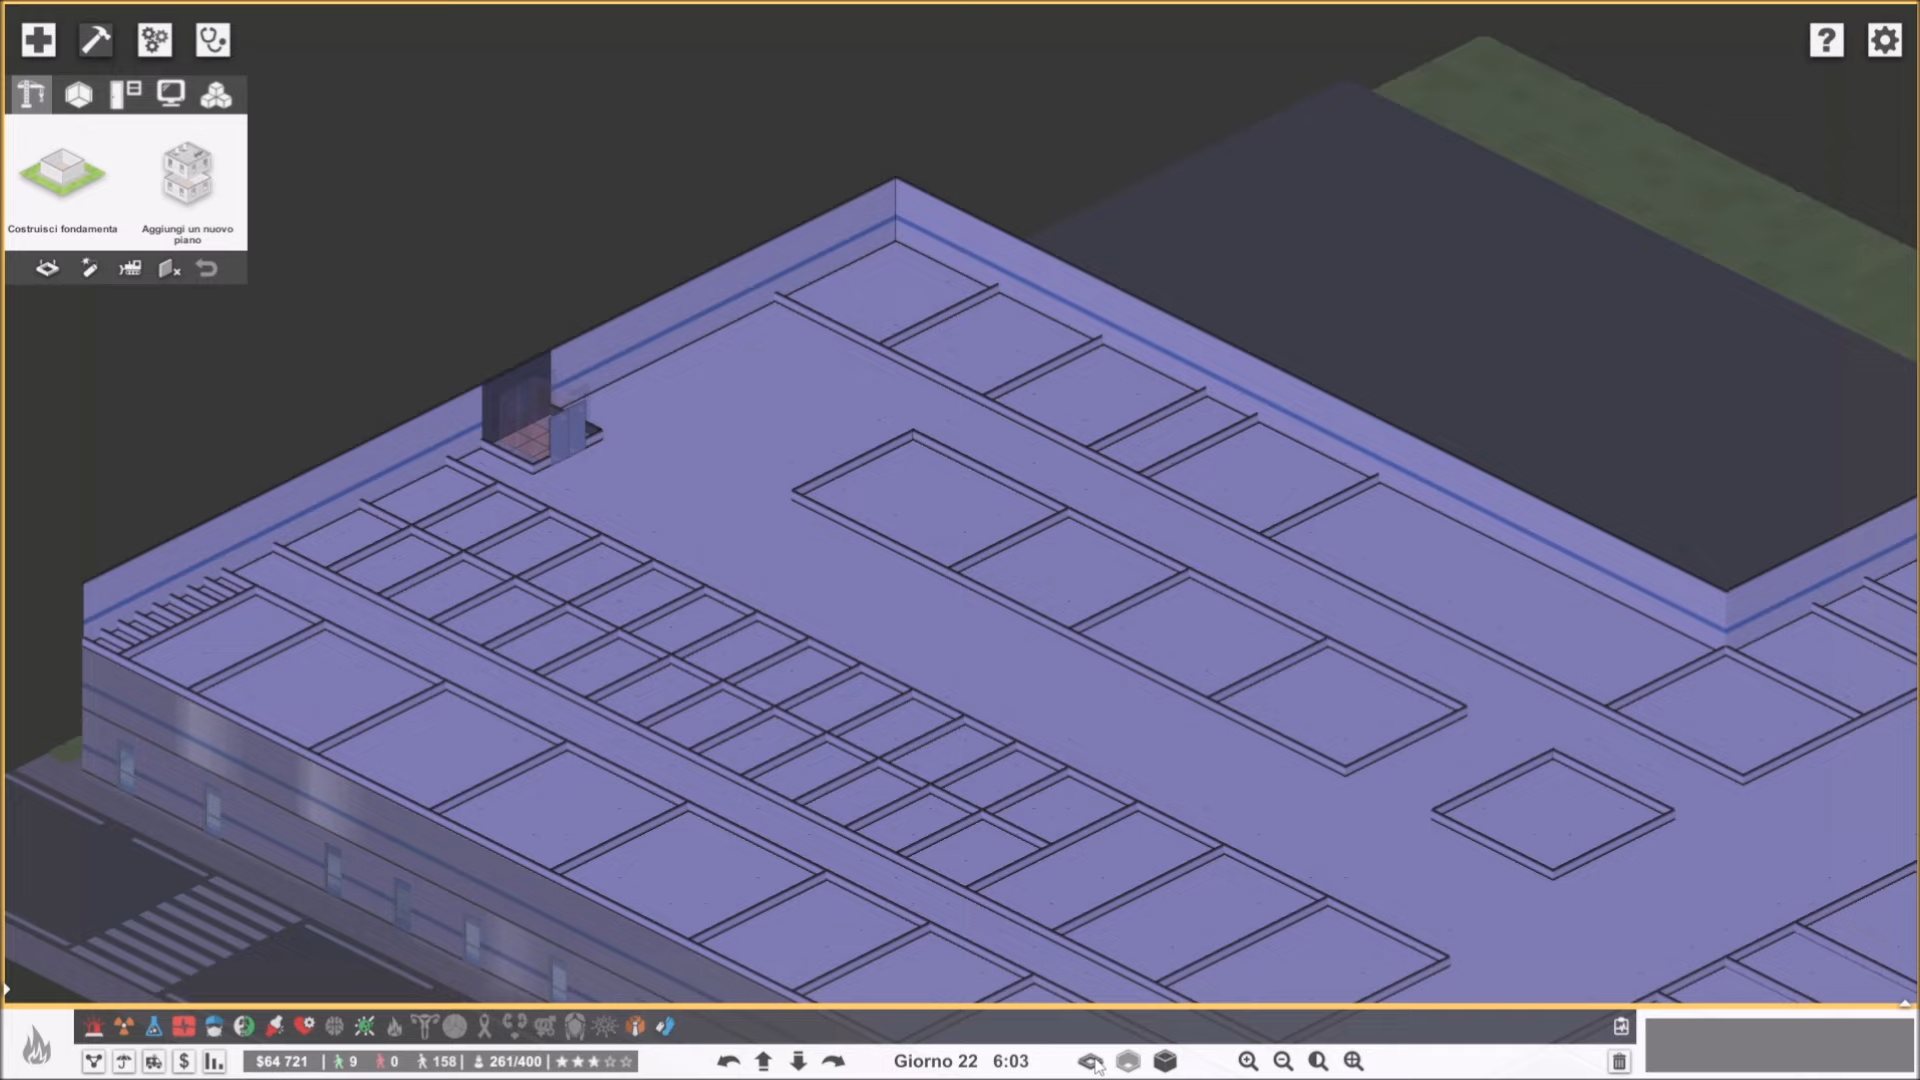 ?
Costruisci fondamenta
Aggiungi un nuovo
piano
$64 721 | 9 0 158 | 261/400 |
Giorno 22 6:03
$